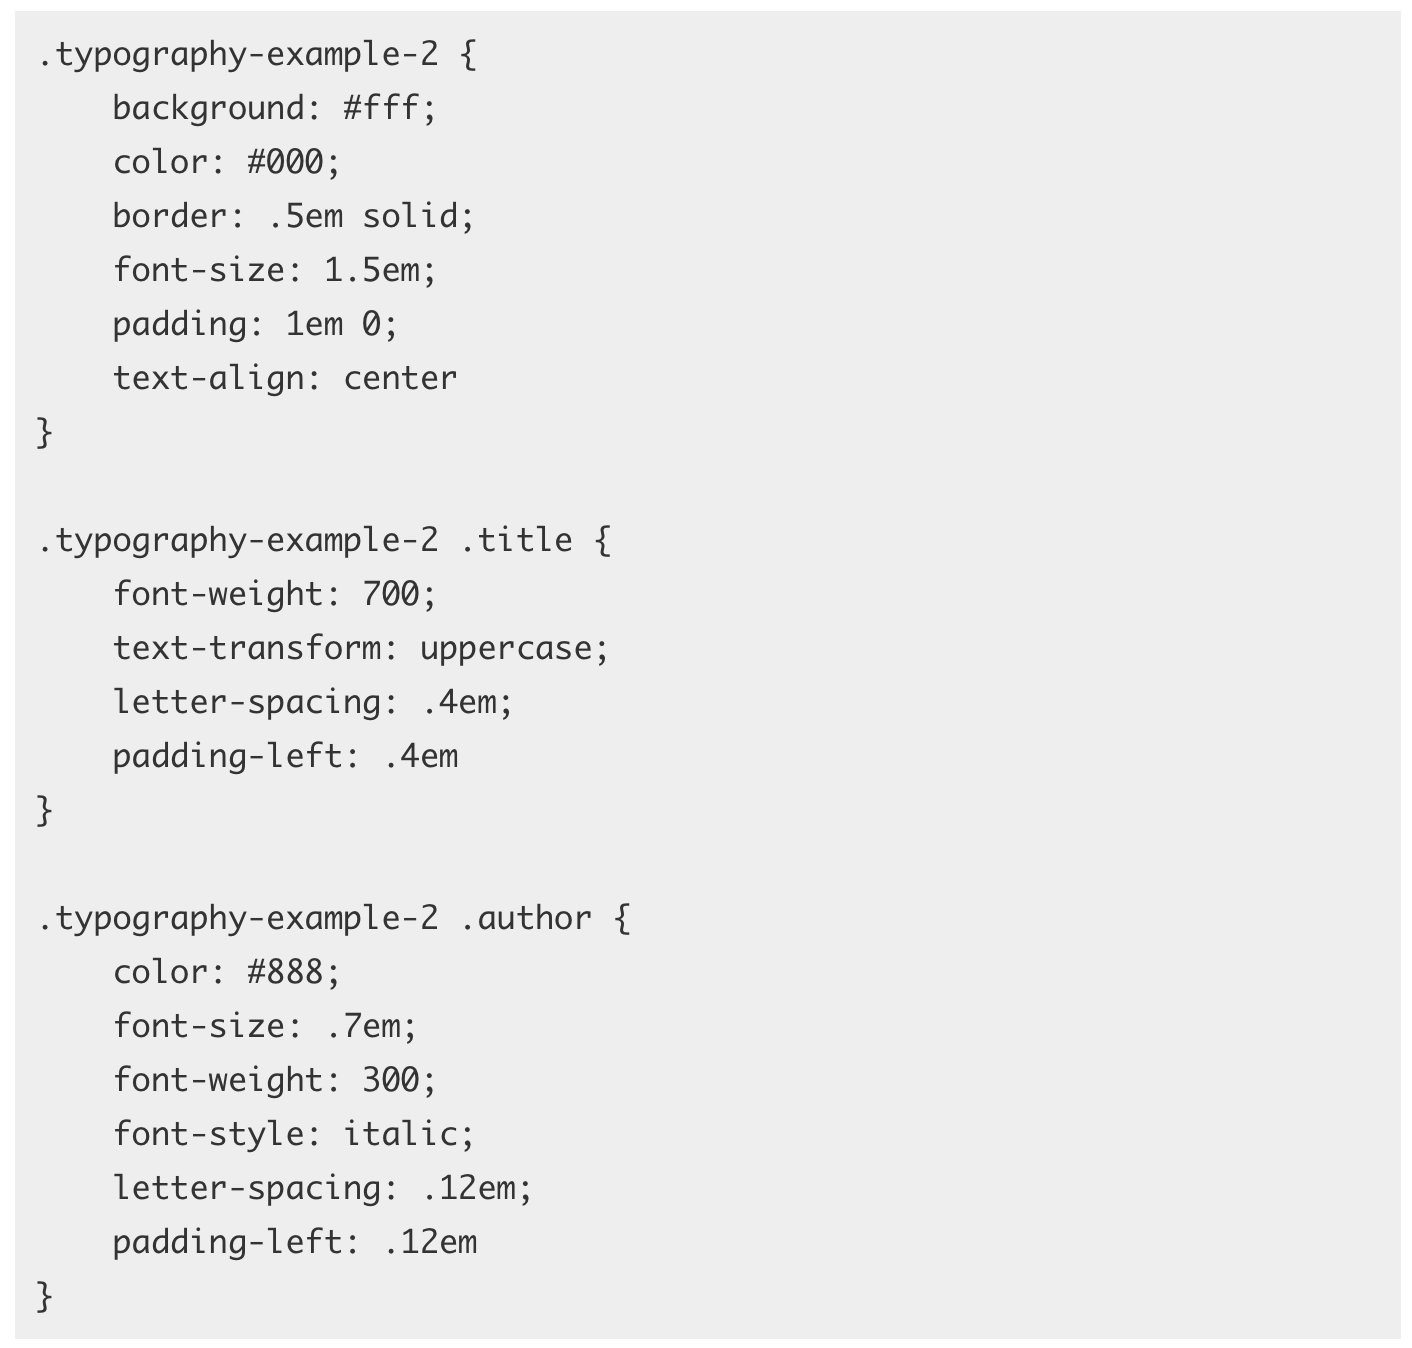 .typography-example-2 {
    background: #fff;
    color: #000;
    border: .5em solid;
    font-size: 1.5em;
    padding: 1em 0;
    text-align: center
}

.typography-example-2 .title {
    font-weight: 700;
    text-transform: uppercase;
    letter-spacing: .4em;
    padding-left: .4em
}

.typography-example-2 .author {
    color: #888;
    font-size: .7em;
    font-weight: 300;
    font-style: italic;
    letter-spacing: .12em;
    padding-left: .12em
}